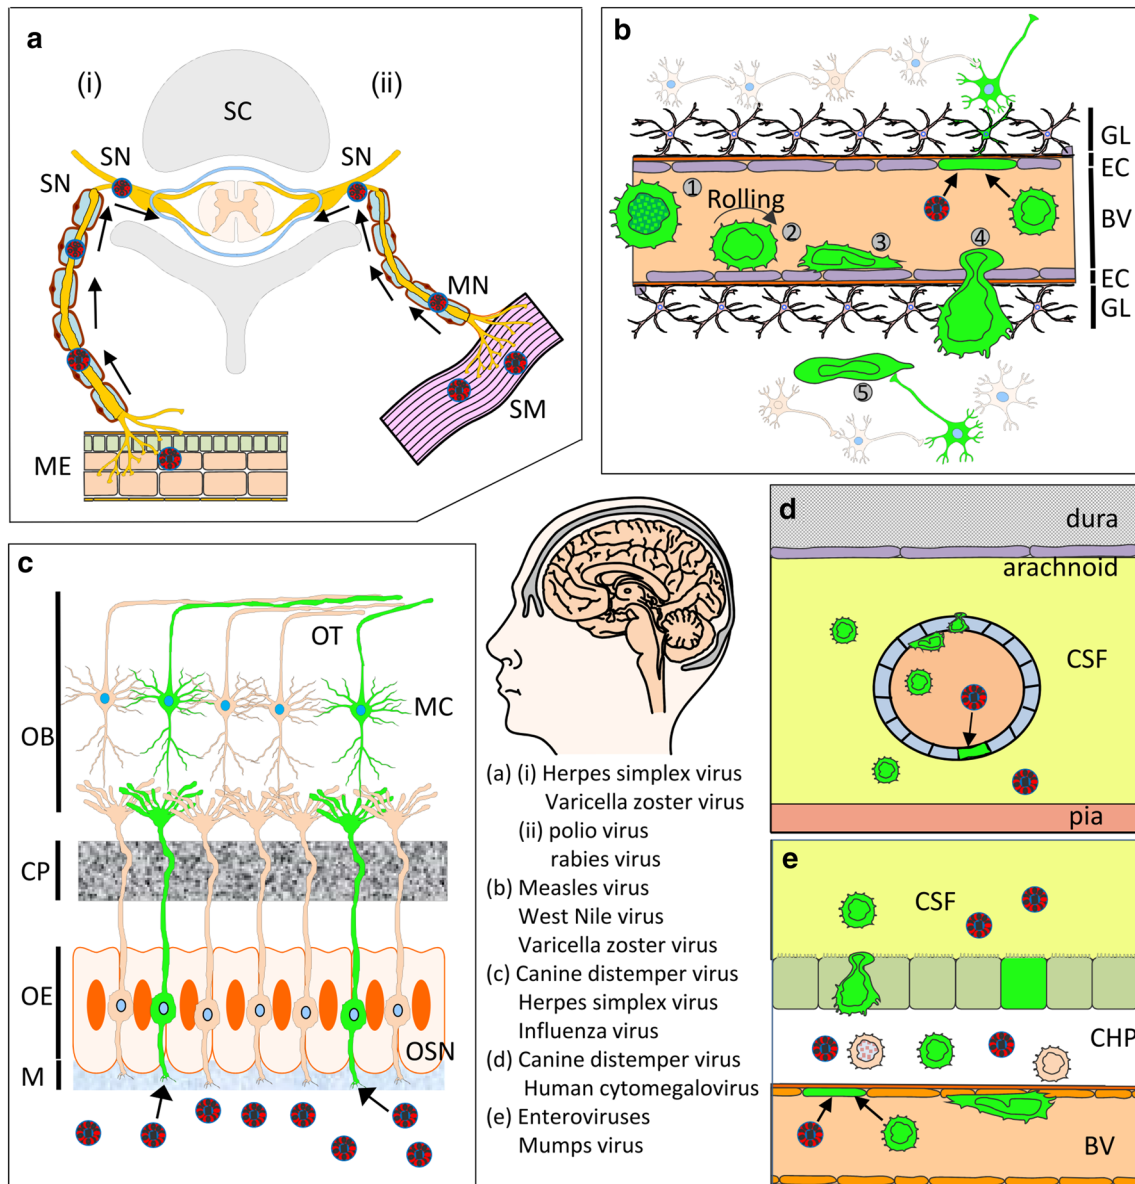 a
(i)
(ii)
SC
SN
SN
SN
MN
SM
ME
b
GL
EC
1
Rolling
2
3
4
BV
EC
GL
5
c
OT
MC
OB
CP
OE
OSN
M
(a) (i) Herpes simplex virus
Varicella zoster virus
(ii) polio virus
rabies virus
(b) Measles virus
West Nile virus
Varicella zoster virus
(c) Canine distemper virus
Herpes simplex virus
Influenza virus
(d) Canine distemper virus
Human cytomegalovirus
(e) Enteroviruses
Mumps virus
d
dura
arachnoid
CSF
pia
e
CSF
CHP
BV